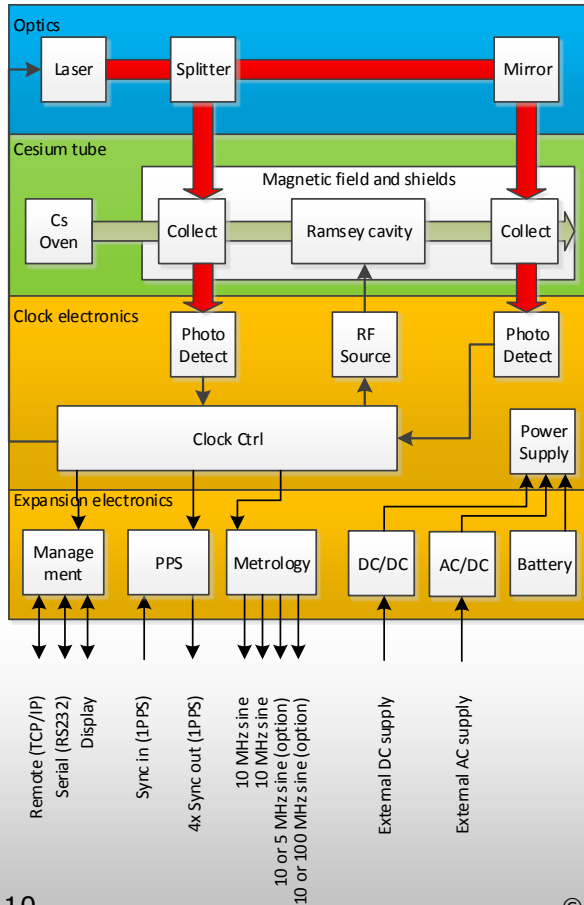 Optics
Laser
Splitter
Mirror
Cesium tube
Magnetic field and shields
Cs
Oven
Collect
Ramsey cavity
Collect
Clock electronics
Photo
Detect
RF
Source
Photo
Detect
Clock Ctrl
Power
Supply
Expansion electronics
Manage
ment
PPS
Metrology
DC/DC
AC/DC
Battery
Remote (TCP/IP)
Serial (RS232)
Display
Sync in (1PPS)
4x Sync out (1PPS)
10 MHz sine
10 MHz sine
10 or 5 MHz sine (option)
10 or 100 MHz sine (option)
External DC supply
External AC supply
10
©